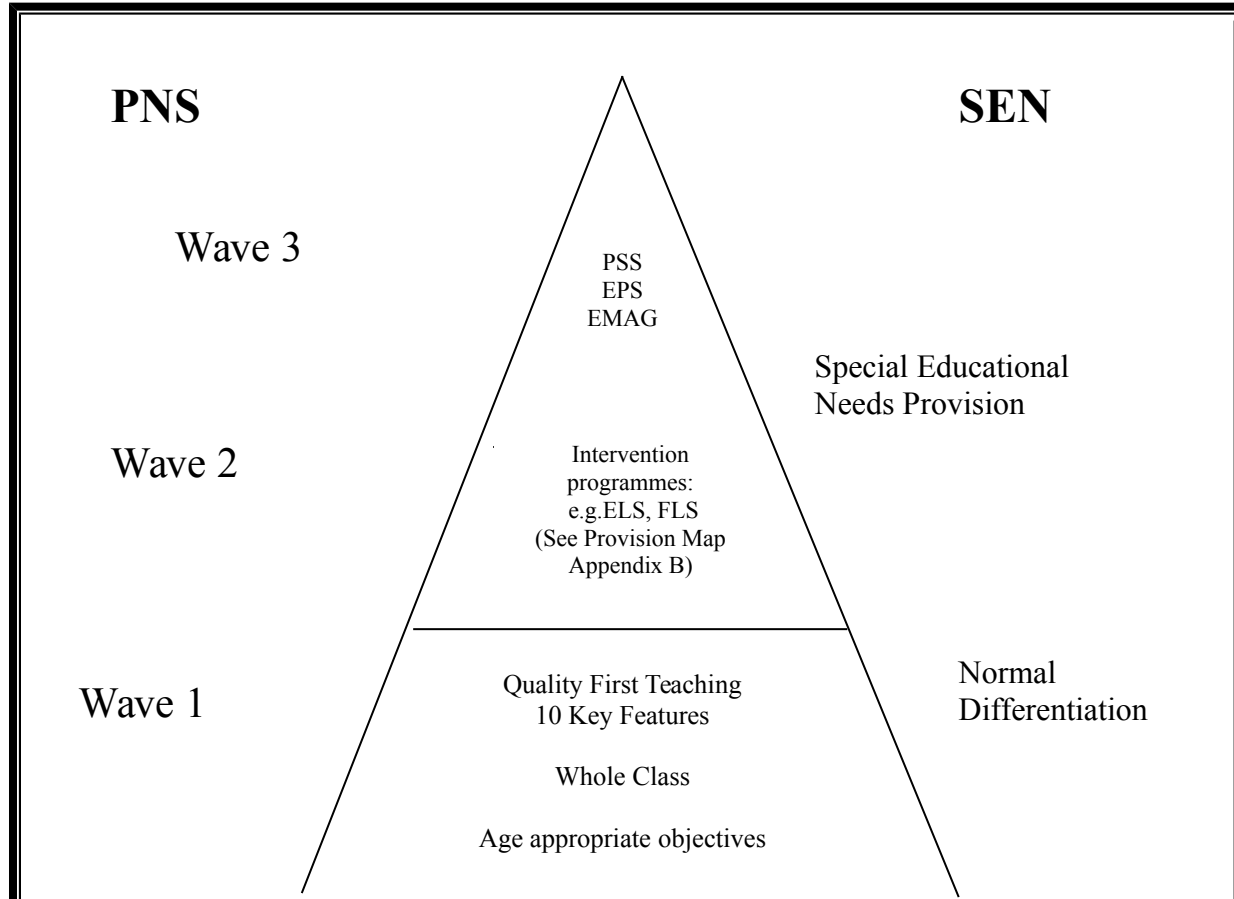 PNS
SEN
Wave 3
PSS
EPS
EMAG
Special Educational
Needs Provision
Wave 2
Intervention
programmes:
e.g.ELS, FLS
(See Provision Map
Appendix B)
Wave 1
Quality First Teaching
10 Key Features
Whole Class
Age appropriate objectives
Normal
Differentiation